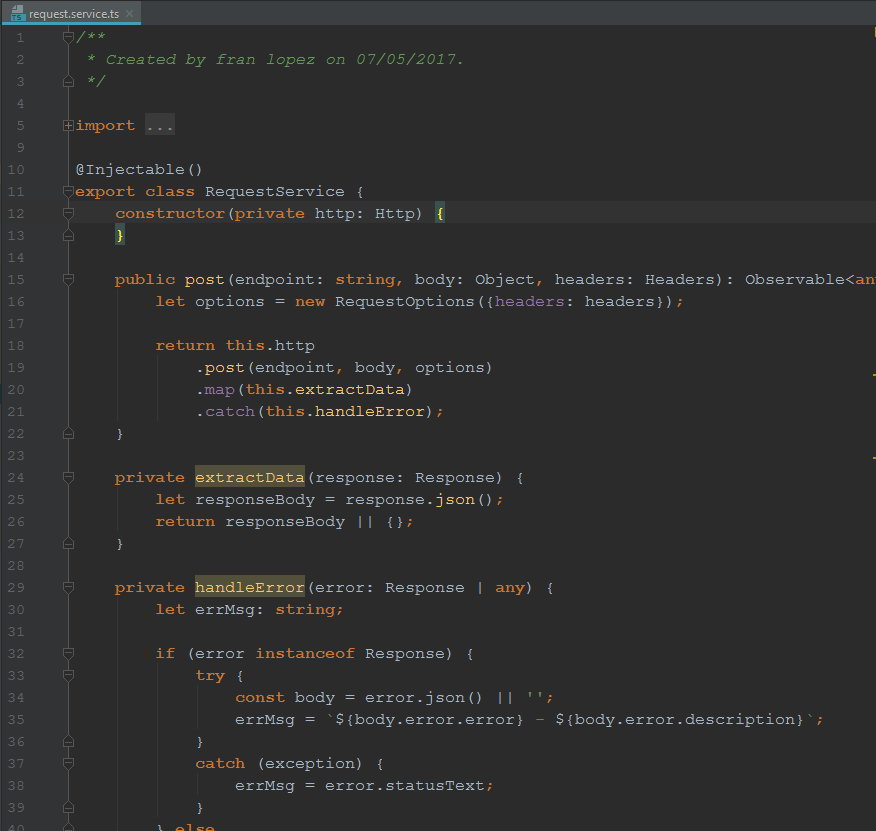 request.service.ts
1 /**
2 * Created by fran lopez on 07/05/2017.
3 */
4
5 import ...
9
10 @Injectable()
11 export class RequestService {
12 constructor(private http: Http) {
13 }
14
15 public post(endpoint: string, body: Object, headers: Headers): Observable<an
16 let options = new RequestOptions({headers: headers});
17
18 return this.http
19 .post(endpoint, body, options)
20 .map(this.extractData)
21 .catch(this.handleError);
22 }
23
24 private extractData(response: Response) {
25 let responseBody = response.json();
26 return responseBody || {};
27 }
28
29 private handleError(error: Response | any) {
30 let errMsg: string;
31
32 if (error instanceof Response) {
33 try {
34 const body = error.json() || '';
35 errMsg = `${body.error.error} - ${body.error.description}`;
36 }
37 catch (exception) {
38 errMsg = error.statusText;
39 }
40 } else